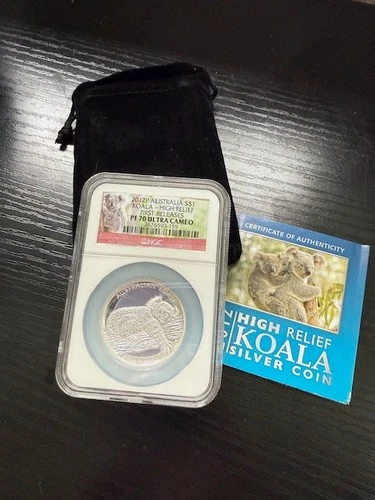 2012P AUSTRALIA S$1
KOALA - HIGH RELIEF
FIRST RELEASES
PF 70 ULTRA CAMEO
NGC
AUSTRALIAN
CERTIFICATE OF AUTHENTICITY
HIGH RELIEF
KOALA
SILVER COIN